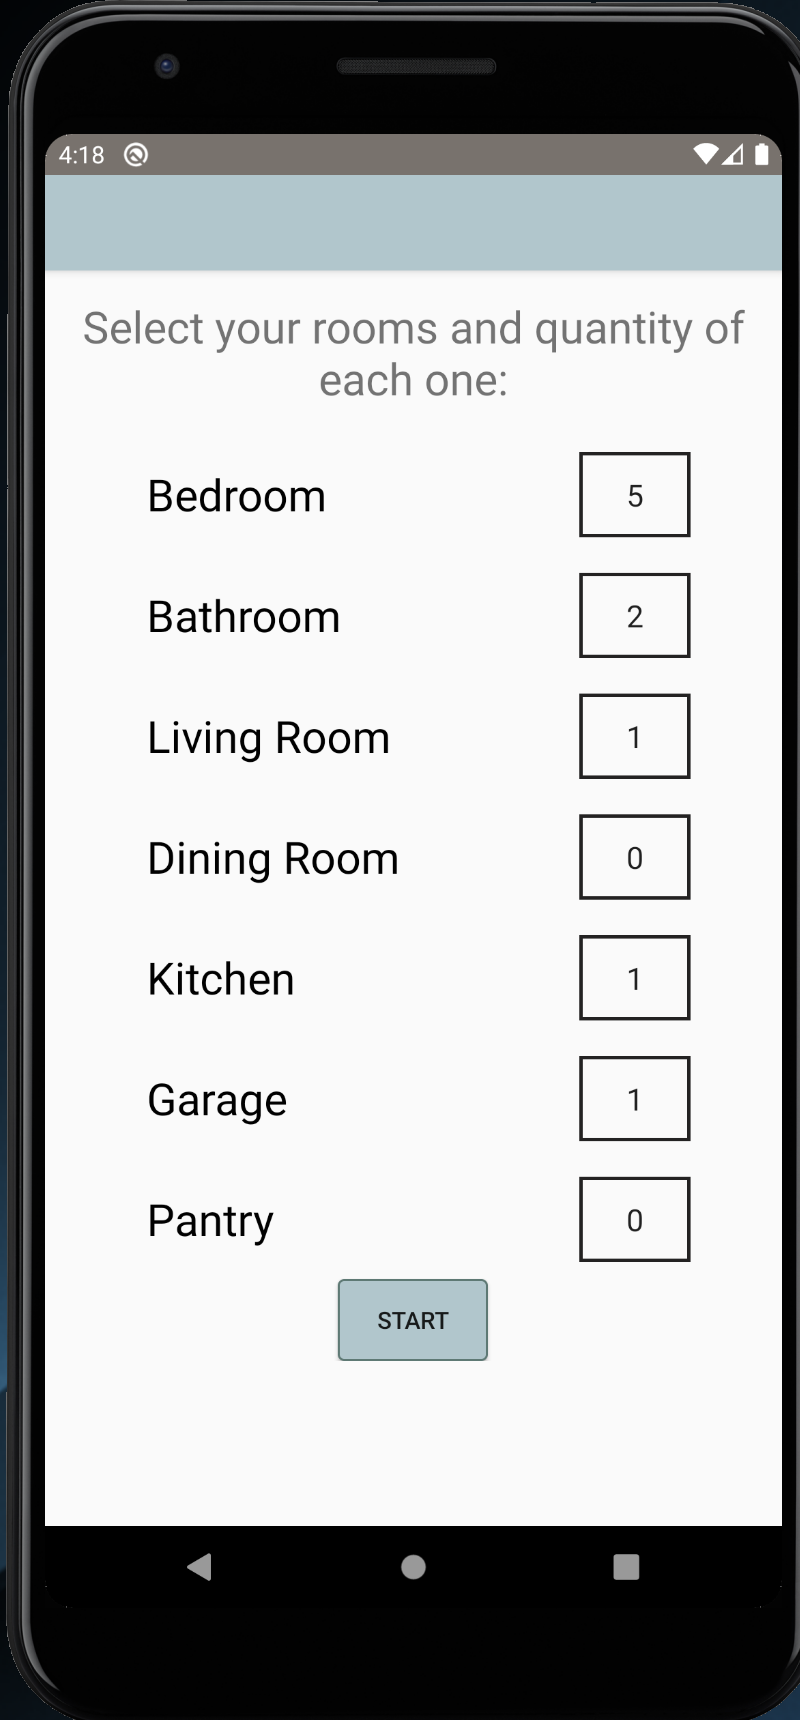 4:18
Select your rooms and quantity of
each one:
Bedroom 5
Bathroom 2
Living Room 1
Dining Room 0
Kitchen 1
Garage 1
Pantry 0
START